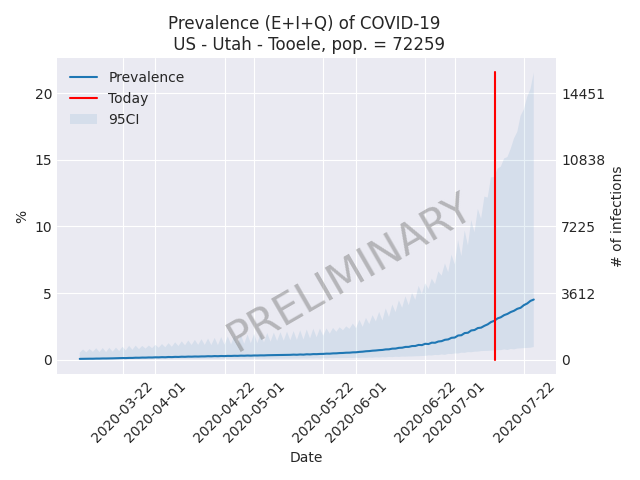 Prevalence (E+I+Q) of COVID-19
US - Utah - Tooele, pop. = 72259
Prevalence
Today
95CI
20
15
10
5
0
%
14451
10838
7225
3612
0
# of infections
PRELIMINARY
2020-03-22
2020-04-01
2020-04-22
2020-05-01
2020-05-22
2020-06-01
2020-06-22
2020-07-01
2020-07-22
Date